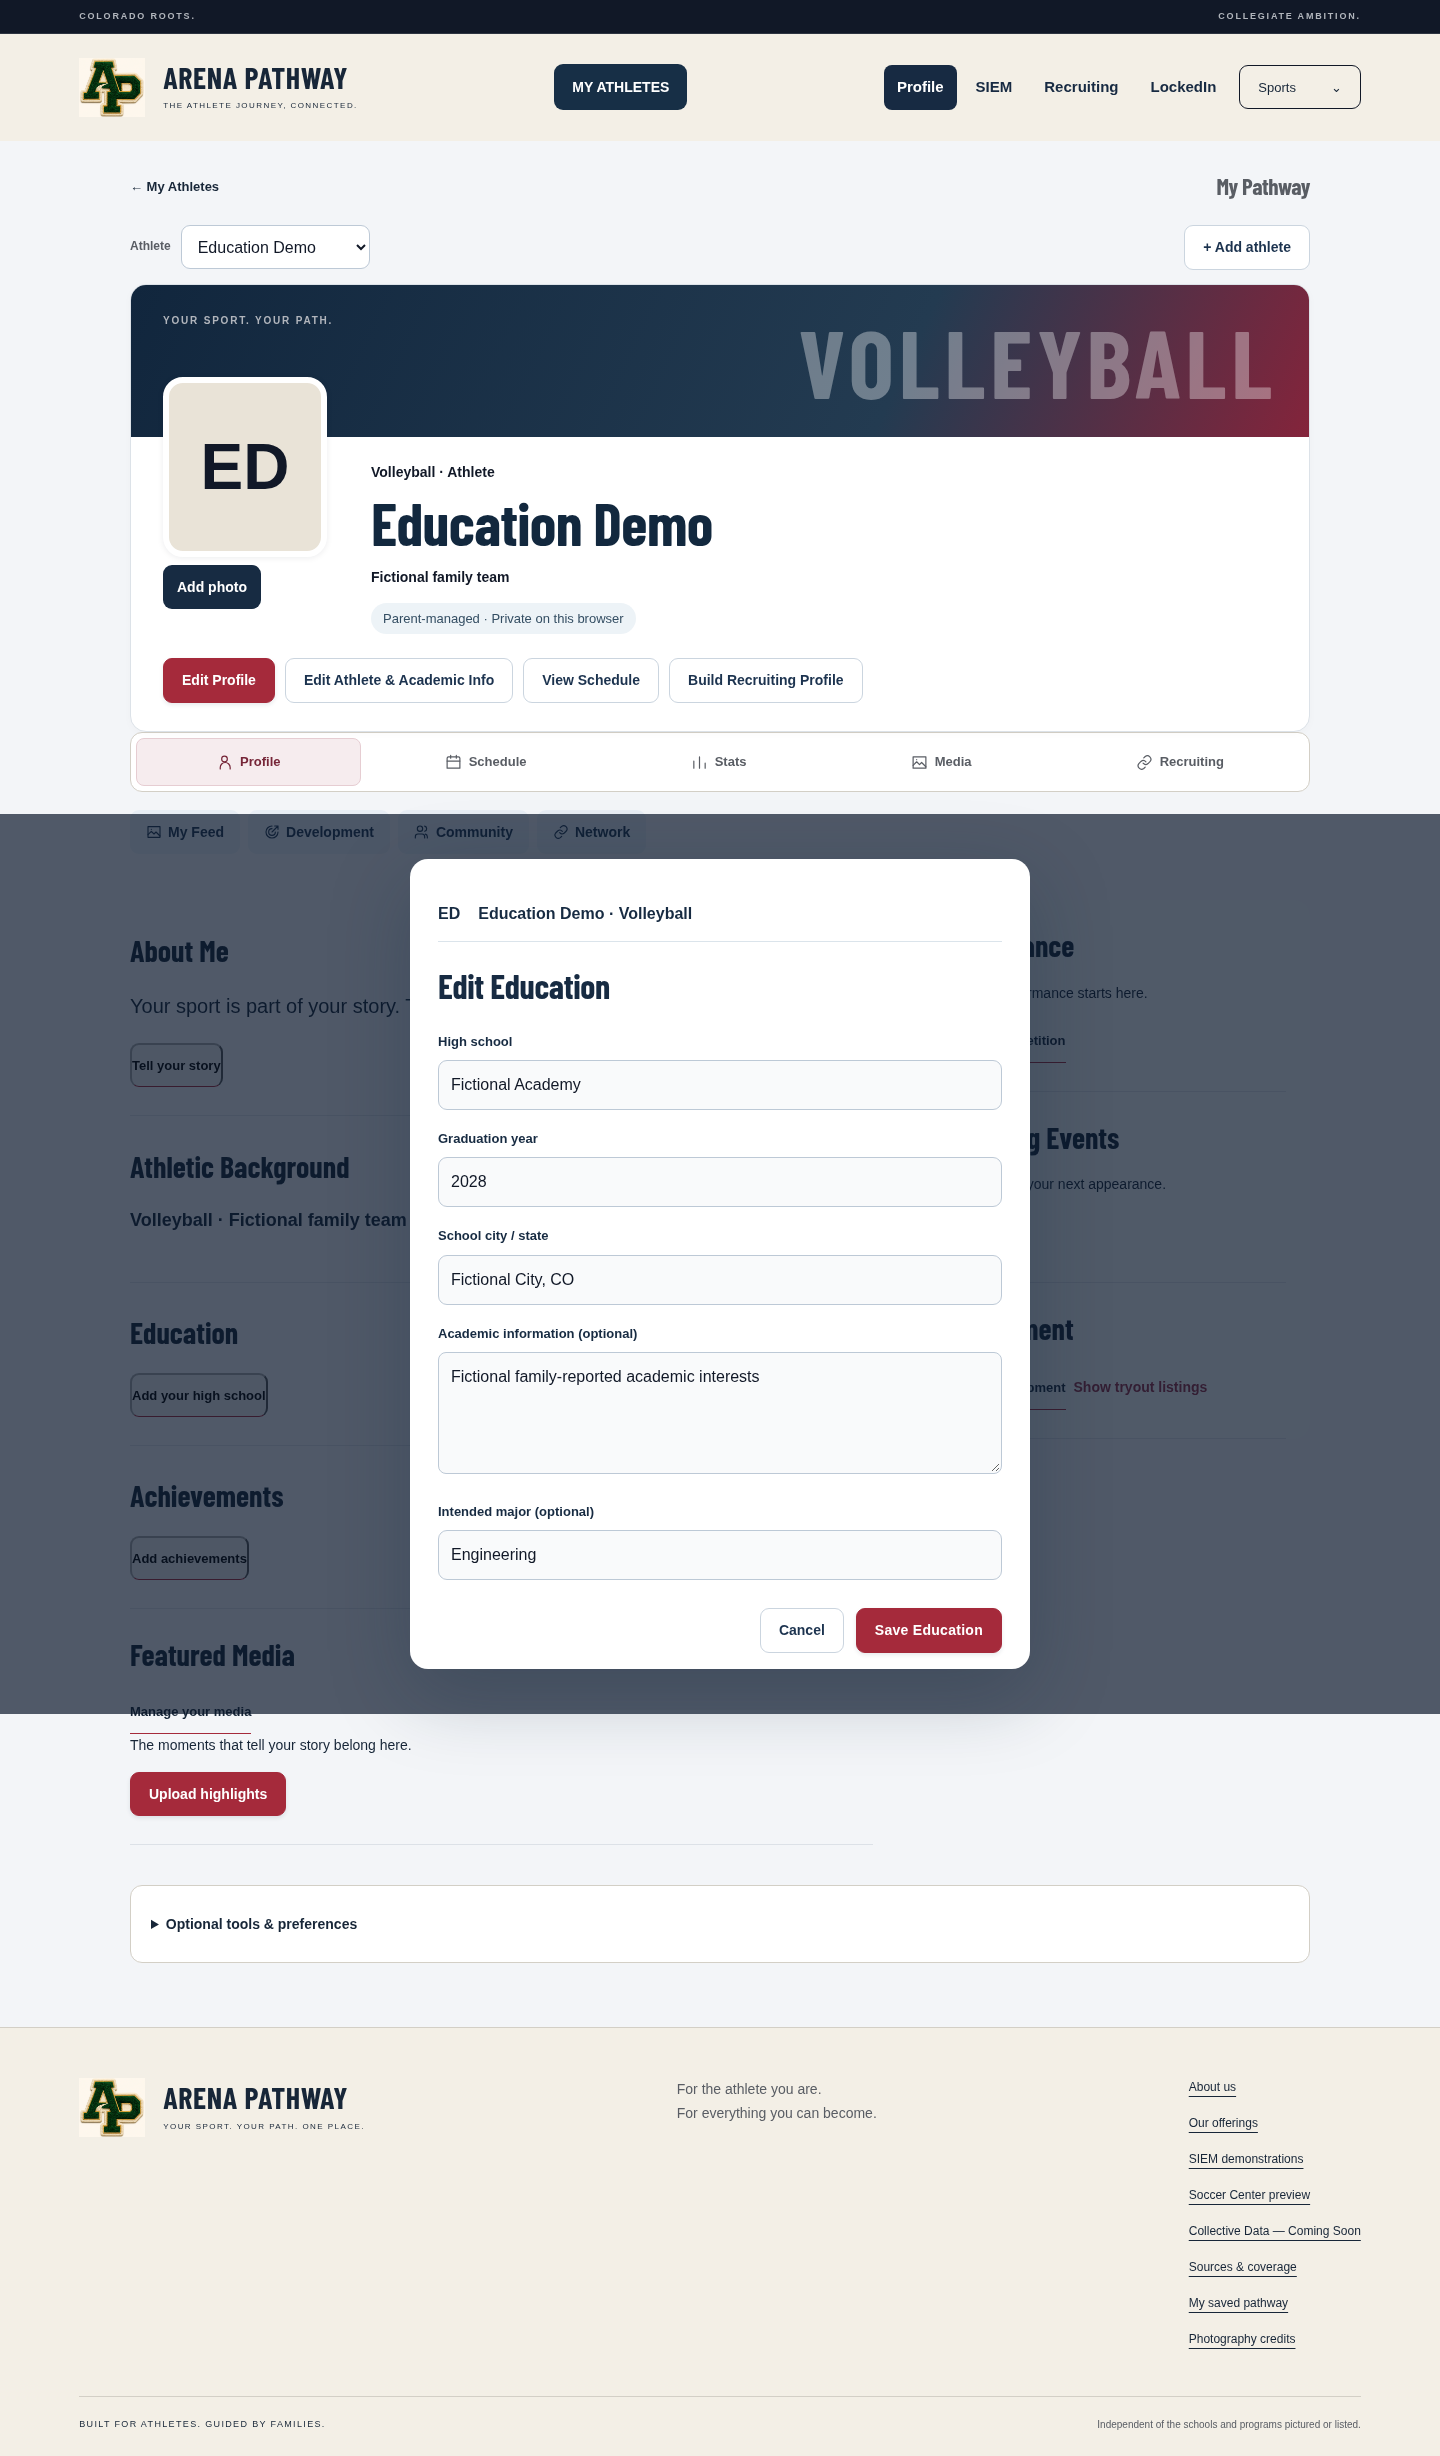 COLORADO ROOTS.
COLLEGIATE AMBITION.
AP
ARENA PATHWAY
THE ATHLETE JOURNEY, CONNECTED.
MY ATHLETES
Profile
SIEM
Recruiting
LockedIn
Sports
← My Athletes
My Pathway
Athlete
Education Demo
+ Add athlete
YOUR SPORT. YOUR PATH.
VOLLEYBALL
ED
Add photo
Volleyball · Athlete
Education Demo
Fictional family team
Parent-managed · Private on this browser
Edit Profile
Edit Athlete & Academic Info
View Schedule
Build Recruiting Profile
Profile
Schedule
Stats
Media
Recruiting
My Feed
Development
Community
Network
ED
Education Demo · Volleyball
Edit Education
High school
Fictional Academy
Graduation year
2028
School city / state
Fictional City, CO
Academic information (optional)
Fictional family-reported academic interests
Intended major (optional)
Engineering
Cancel
Save Education
About Me
Your sport is part of your story.
Tell your story
Athletic Background
Volleyball · Fictional family team
Education
Add your high school
Achievements
Add achievements
Featured Media
Manage your media
The moments that tell your story belong here.
Upload highlights
ance
rmance starts here.
etition
g Events
your next appearance.
ment
pment
Show tryout listings
Optional tools & preferences
AP
ARENA PATHWAY
YOUR SPORT. YOUR PATH. ONE PLACE.
For the athlete you are.
For everything you can become.
About us
Our offerings
SIEM demonstrations
Soccer Center preview
Collective Data — Coming Soon
Sources & coverage
My saved pathway
Photography credits
BUILT FOR ATHLETES. GUIDED BY FAMILIES.
Independent of the schools and programs pictured or listed.